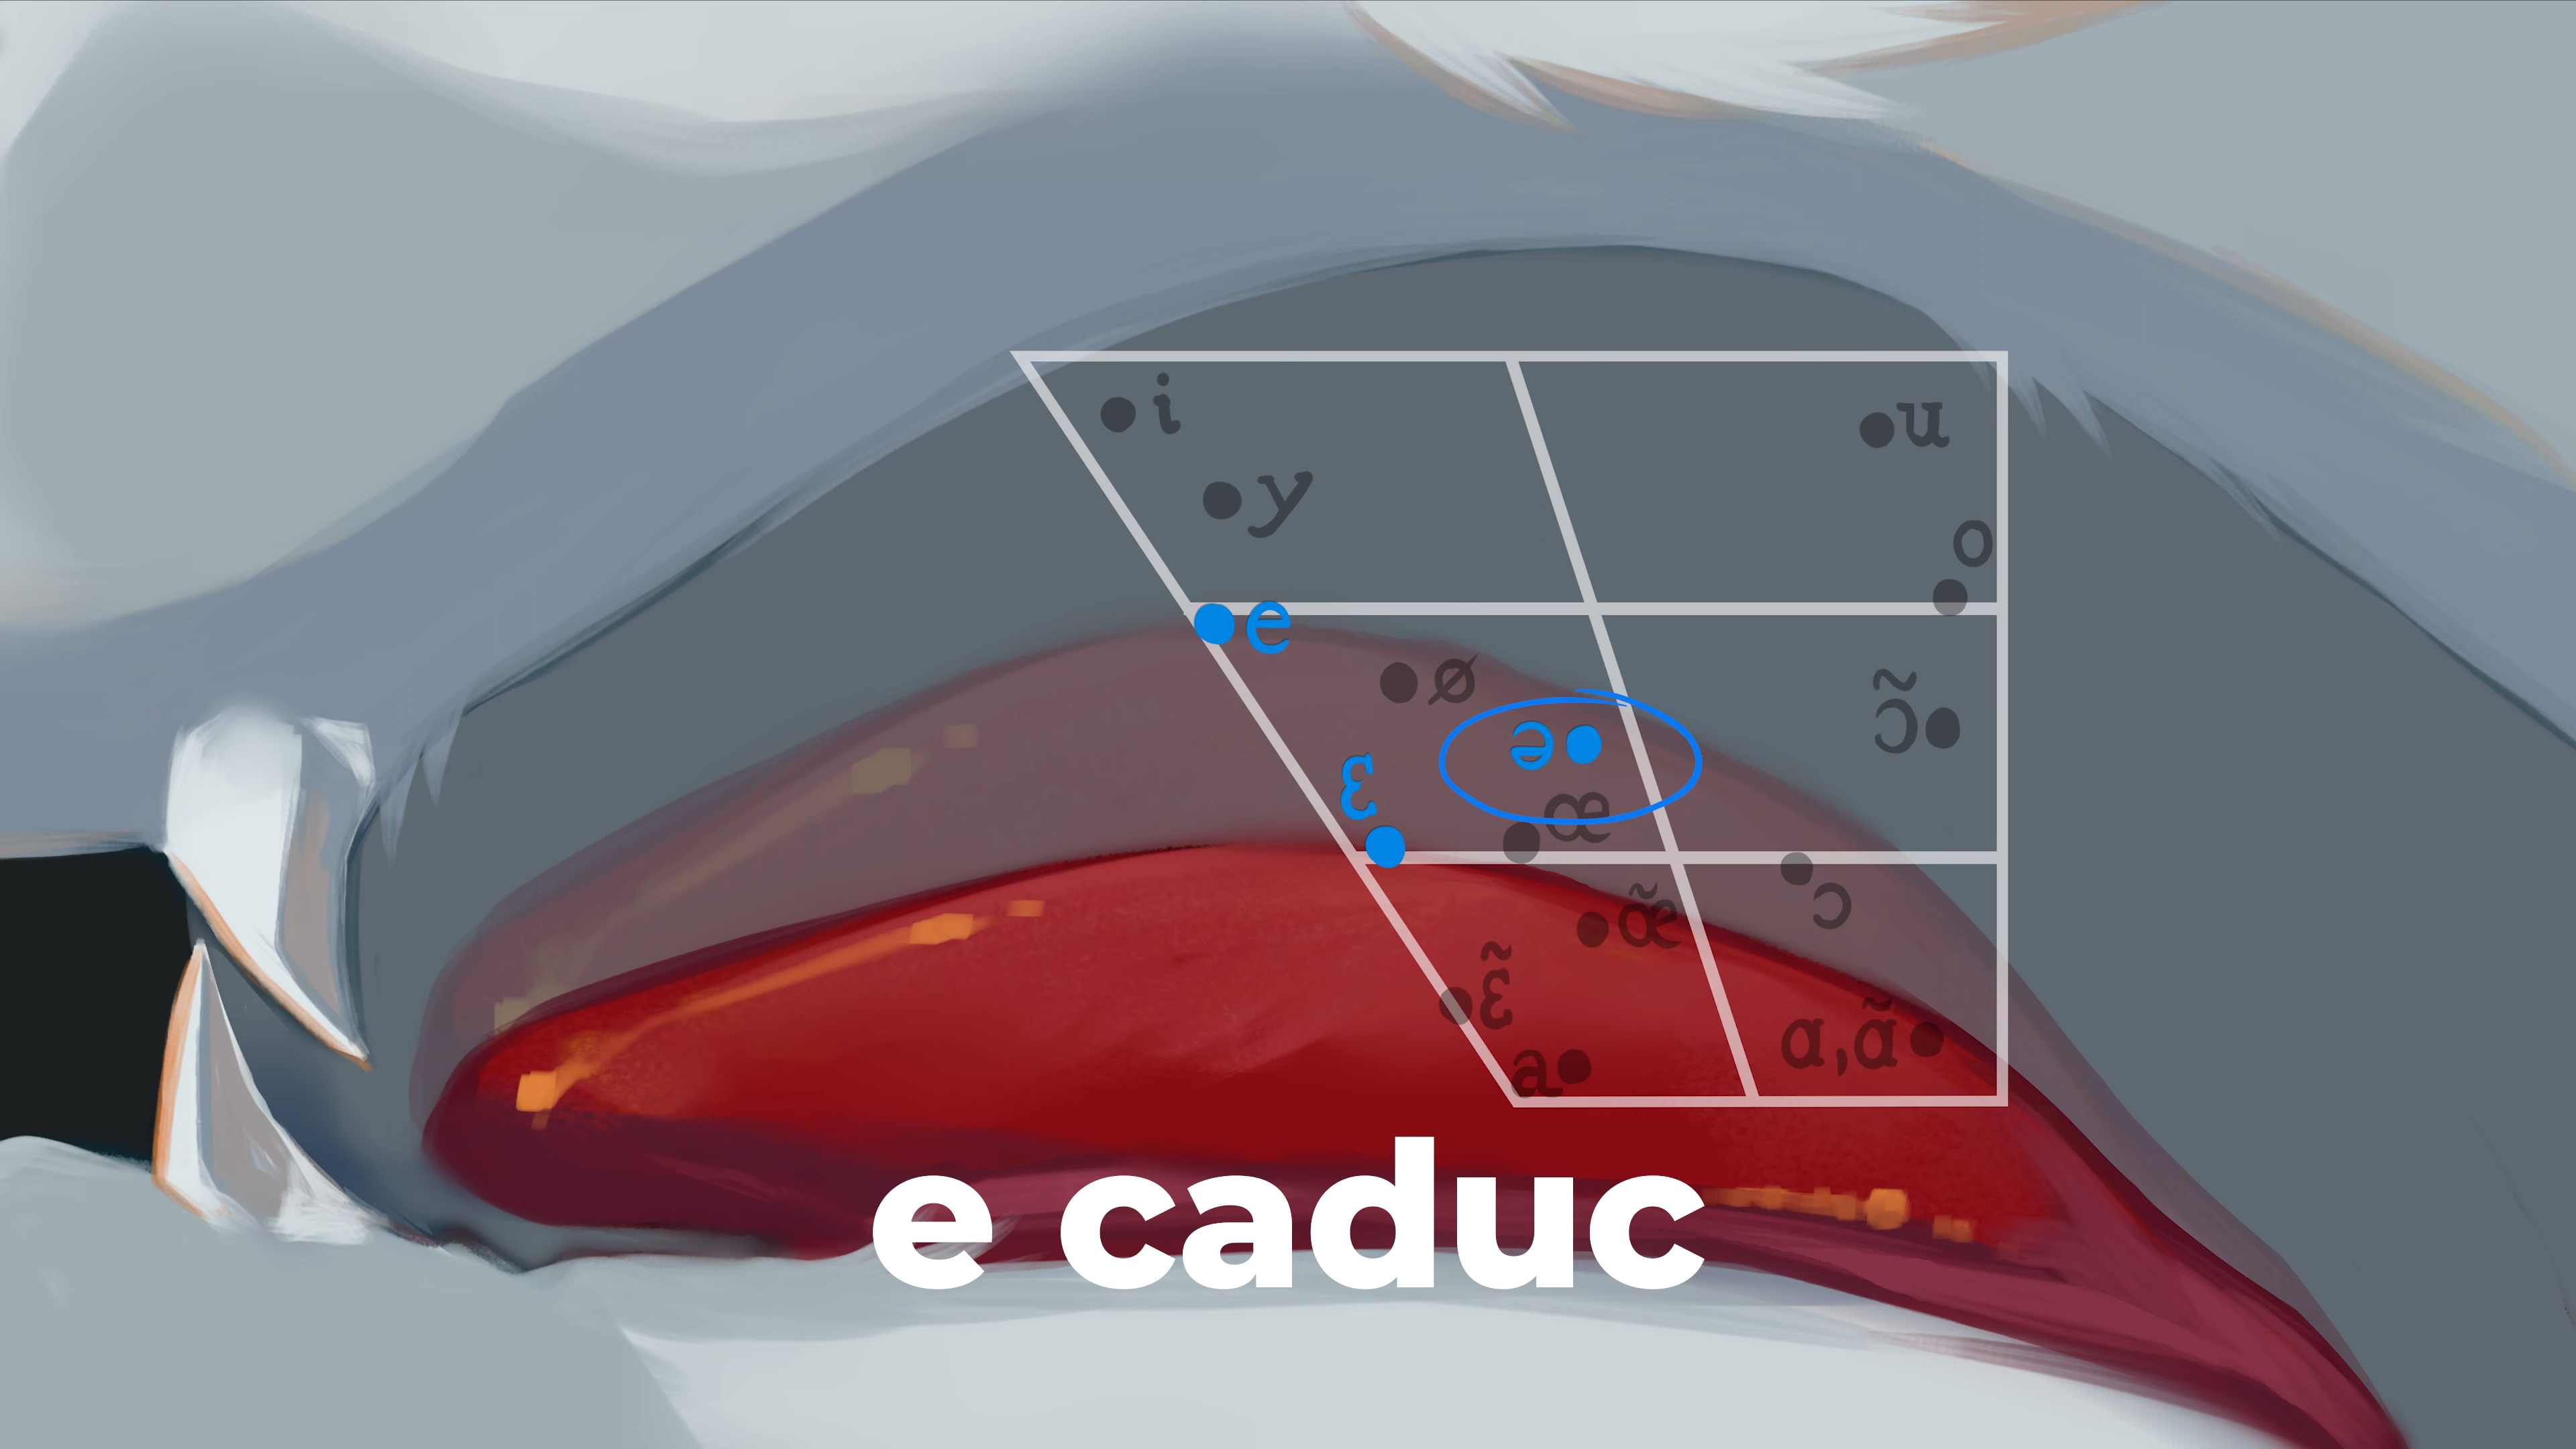 i
u
y
o
e
ø
ɔ̃
ə
ɛ
œ
œ̃
ɔ
ɛ̃
a
ɑ,ɑ̃
e caduc